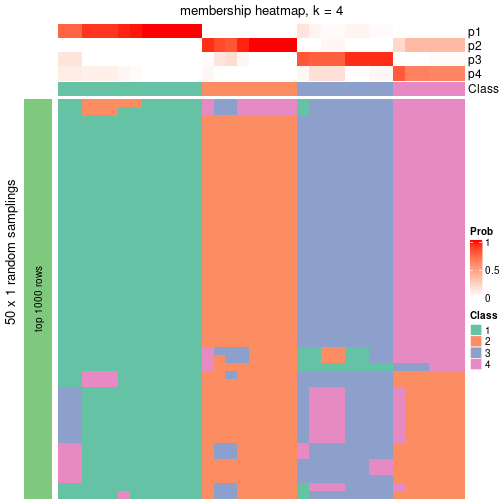 membership heatmap, k = 4
p1
p2
p3
p4
Class
50 x 1 random samplings
top 1000 rows
Prob
1
0.5
0
Class
1
2
3
4